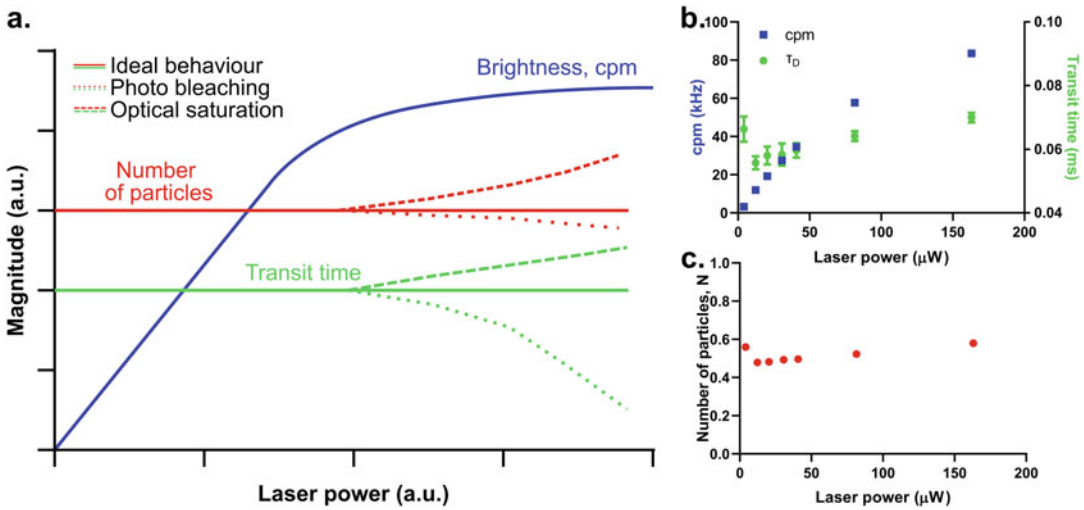 a.
Ideal behaviour
Photo bleaching
Optical saturation
Brightness, cpm
Number
of particles
Transit time
Magnitude (a.u.)
Laser power (a.u.)
b.
cpm
τD
cpm (kHz)
100
80
60
40
20
0
Transit time (ms)
0.10
0.08
0.06
0.04
0 50 100 150 200
Laser power (μW)
c.
Number of particles, N
1.0
0.8
0.6
0.4
0.2
0.0
0 50 100 150 200
Laser power (μW)